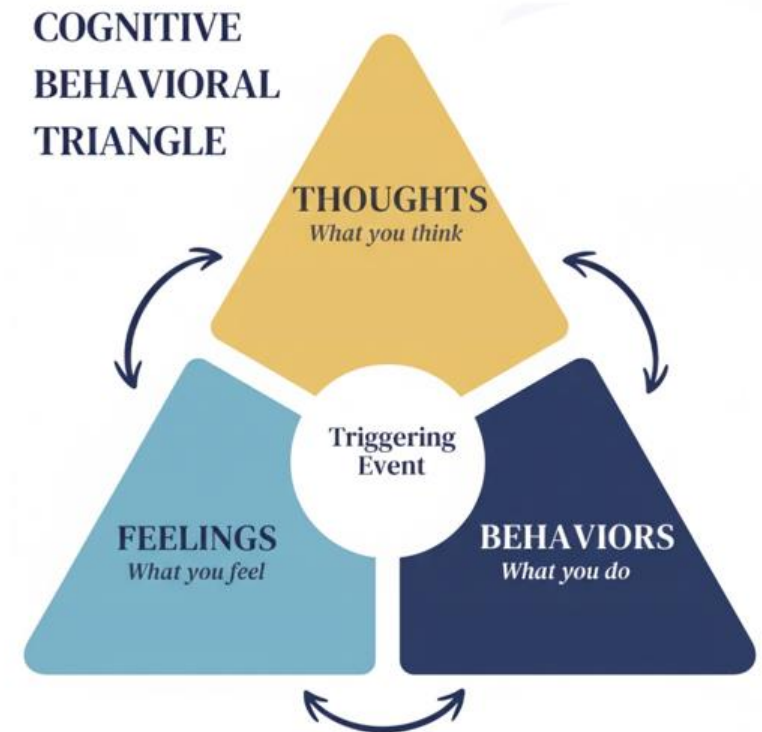 COGNITIVE
BEHAVIORAL
TRIANGLE
THOUGHTS
What you think
Triggering
Event
FEELINGS
What you feel
BEHAVIORS
What you do